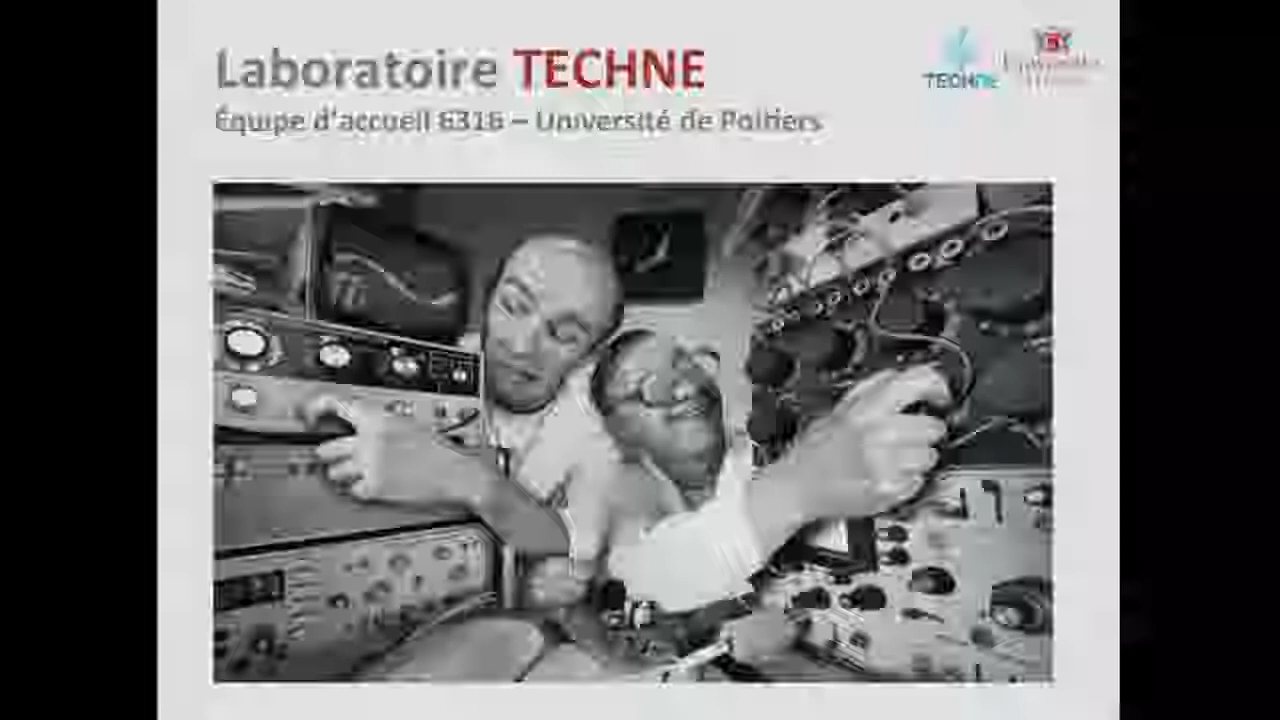 Laboratoire TECHNE
Équipe d'accueil 6316 – Université de Poitiers
TECHNE